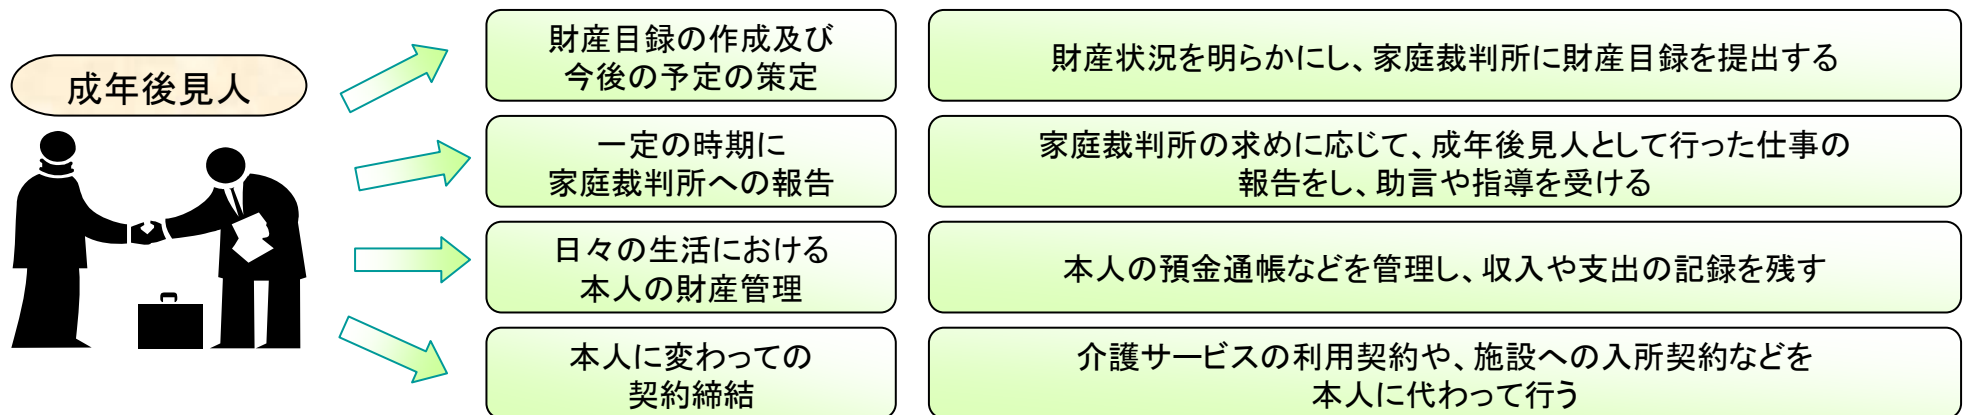 成年後見人
財産目録の作成及び
今後の予定の策定
財産状況を明らかにし、家庭裁判所に財産目録を提出する
一定の時期に
家庭裁判所への報告
家庭裁判所の求めに応じて、成年後見人として行った仕事の
報告をし、助言や指導を受ける
日々の生活における
本人の財産管理
本人の預金通帳などを管理し、収入や支出の記録を残す
本人に変わっての
契約締結
介護サービスの利用契約や、施設への入所契約などを
本人に代わって行う